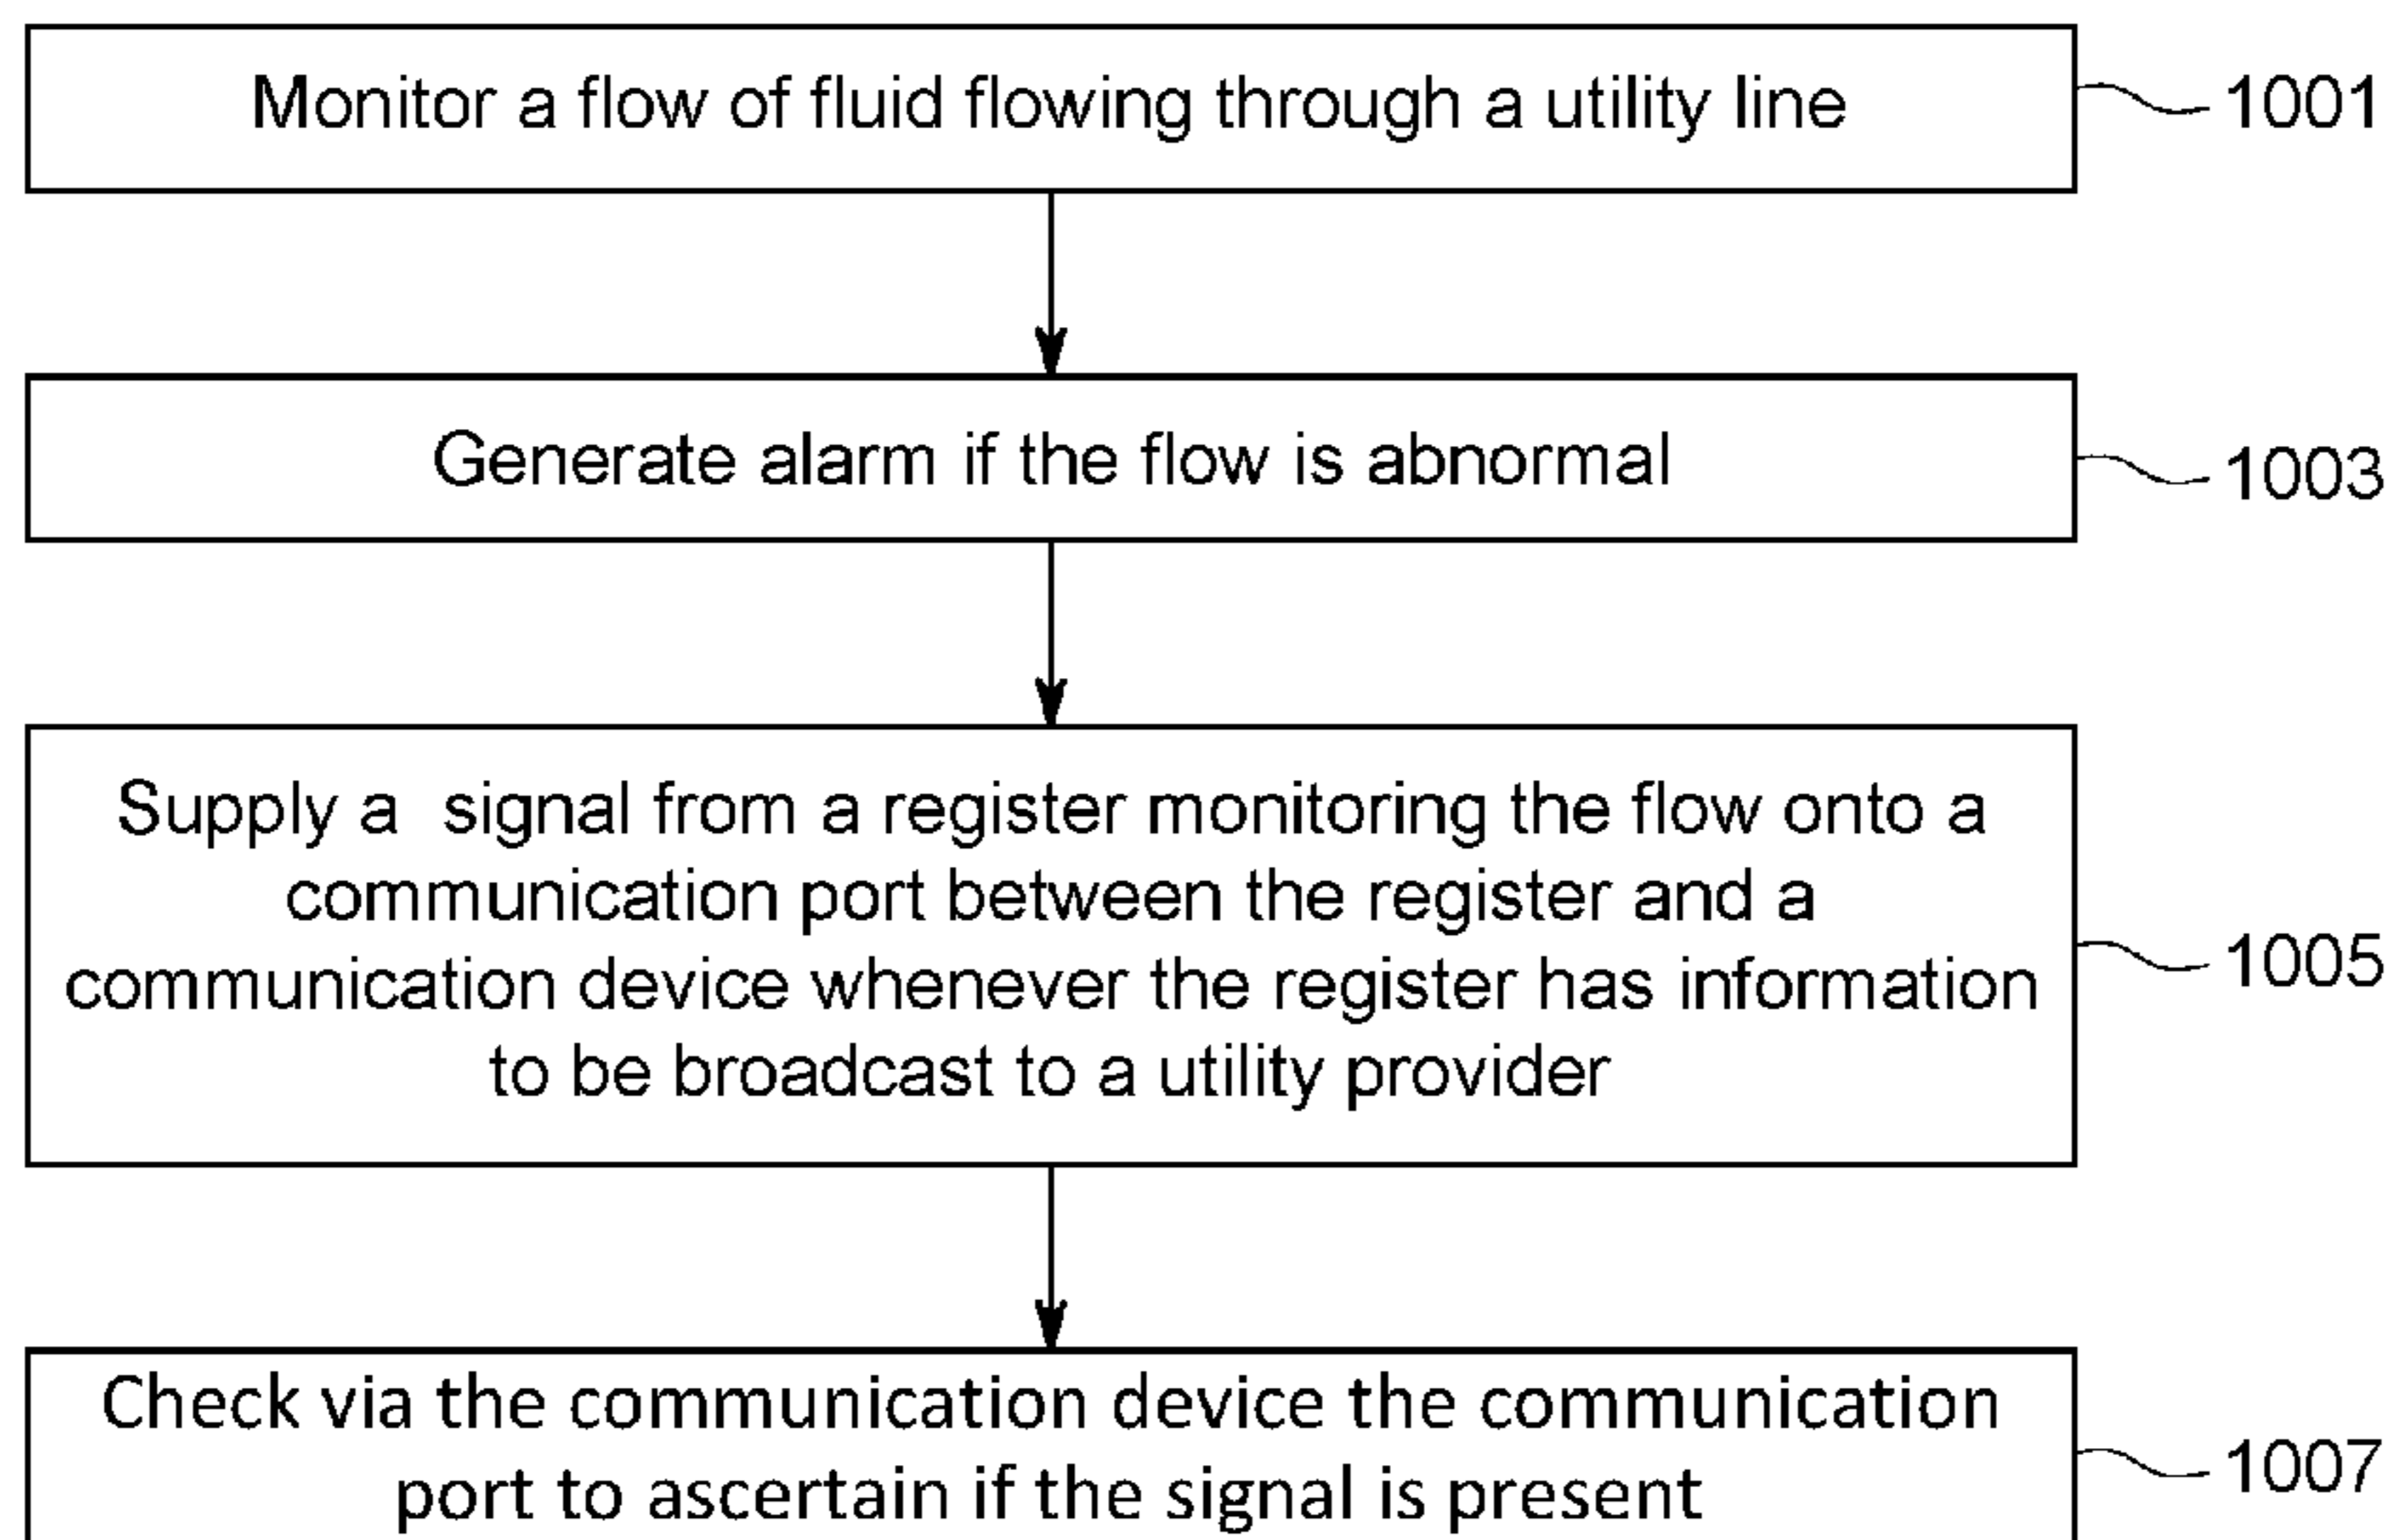 Monitor a flow of fluid flowing through a utility line
1001
Generate alarm if the flow is abnormal
1003
Supply a signal from a register monitoring the flow onto a
communication port between the register and a
communication device whenever the register has information
to be broadcast to a utility provider
1005
Check via the communication device the communication
port to ascertain if the signal is present
1007